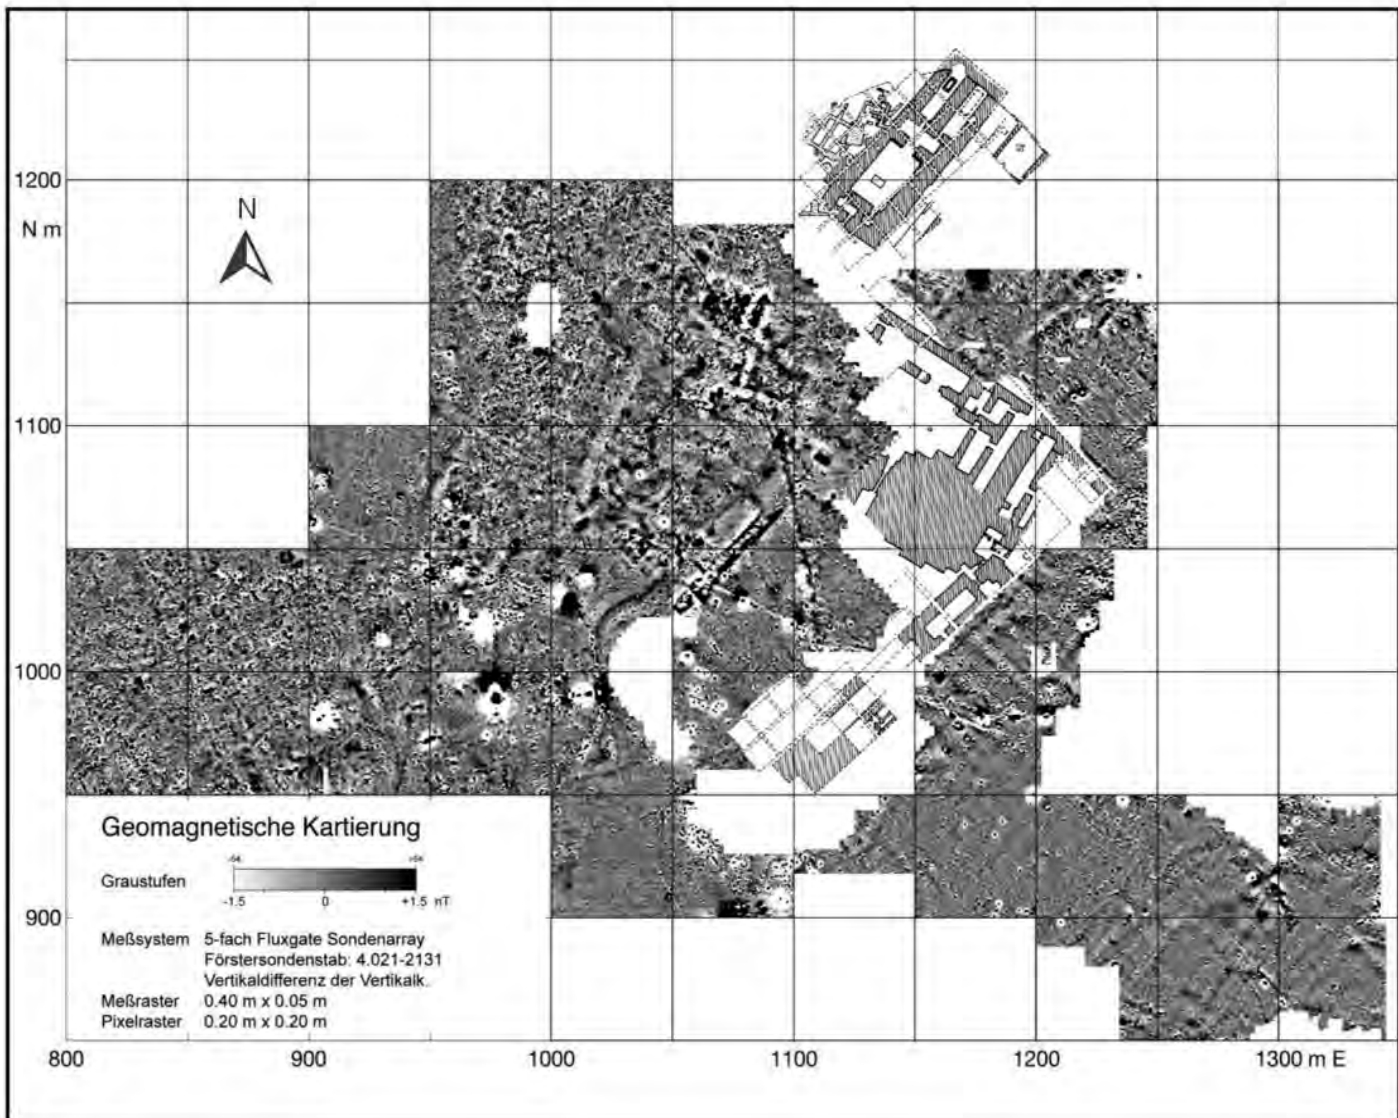 1200
N m
N
1100
1000
Geomagnetische Kartierung
Graustufen
-1.5 0 +1.5 nT
900
Meßsystem 5-fach Fluxgate Sondenarray
Förstersondenstab: 4.021-2131
Vertikaldifferenz der Vertikalk.
Meßraster 0.40 m x 0.05 m
Pixelraster 0.20 m x 0.20 m
800 900 1000 1100 1200 1300 m E